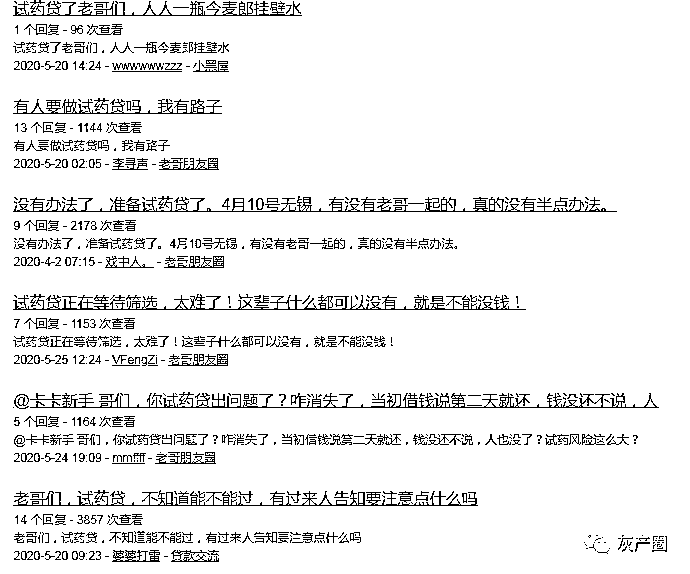 试药贷了老哥们，人人一瓶今麦郎挂壁水
1 个回复 - 96 次查看
试药贷了老哥们，人人一瓶今麦郎挂壁水
2020-5-20 14:24 - wwwwwwzzz - 小黑屋
有人要做试药贷吗，我有路子
13 个回复 - 1144 次查看
有人要做试药贷吗，我有路子
2020-5-20 02:05 - 李寻声 - 老哥朋友圈
没有办法了，准备试药贷了。4月10号无锡，有没有老哥一起的，真的没有半点办法。
9 个回复 - 2178 次查看
没有办法了，准备试药贷了。4月10号无锡，有没有老哥一起的，真的没有半点办法。
2020-4-2 07:15 - 戏中人。 - 老哥朋友圈
试药贷正在等待筛选，太难了！这辈子什么都可以没有，就是不能没钱！
7 个回复 - 1153 次查看
试药贷正在等待筛选，太难了！这辈子什么都可以没有，就是不能没钱！
2020-5-25 12:24 - VFengZi - 老哥朋友圈
@卡卡新手 哥们，你试药贷出问题了？咋消失了，当初借钱说第二天就还，钱没还不说，人
5 个回复 - 1164 次查看
@卡卡新手 哥们，你试药贷出问题了？咋消失了，当初借钱说第二天就还，钱没还不说，人也没了？试药风险这么大？
2020-5-24 19:09 - mmffff - 老哥朋友圈
老哥们，试药贷，不知道能不能过，有过来人告知要注意点什么吗
14 个回复 - 3857 次查看
老哥们，试药贷，不知道能不能过，有过来人告知要注意点什么吗
2020-5-20 09:23 - 婆婆打雷 - 贷款交流
灰产圈